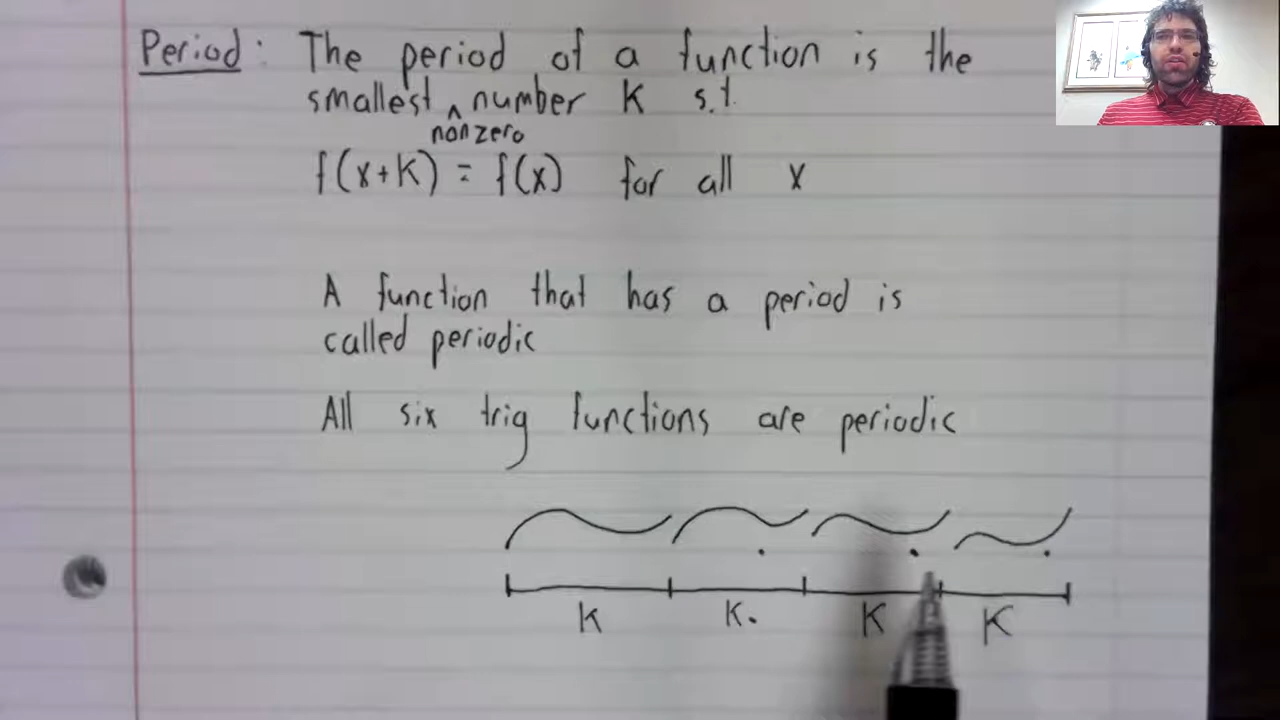 Period: The period of a function is the
smallest ^ number K s.t.
nonzero
f(x+K) = f(x) for all x
A function that has a period is
called periodic
All six trig functions are periodic
K K. K K